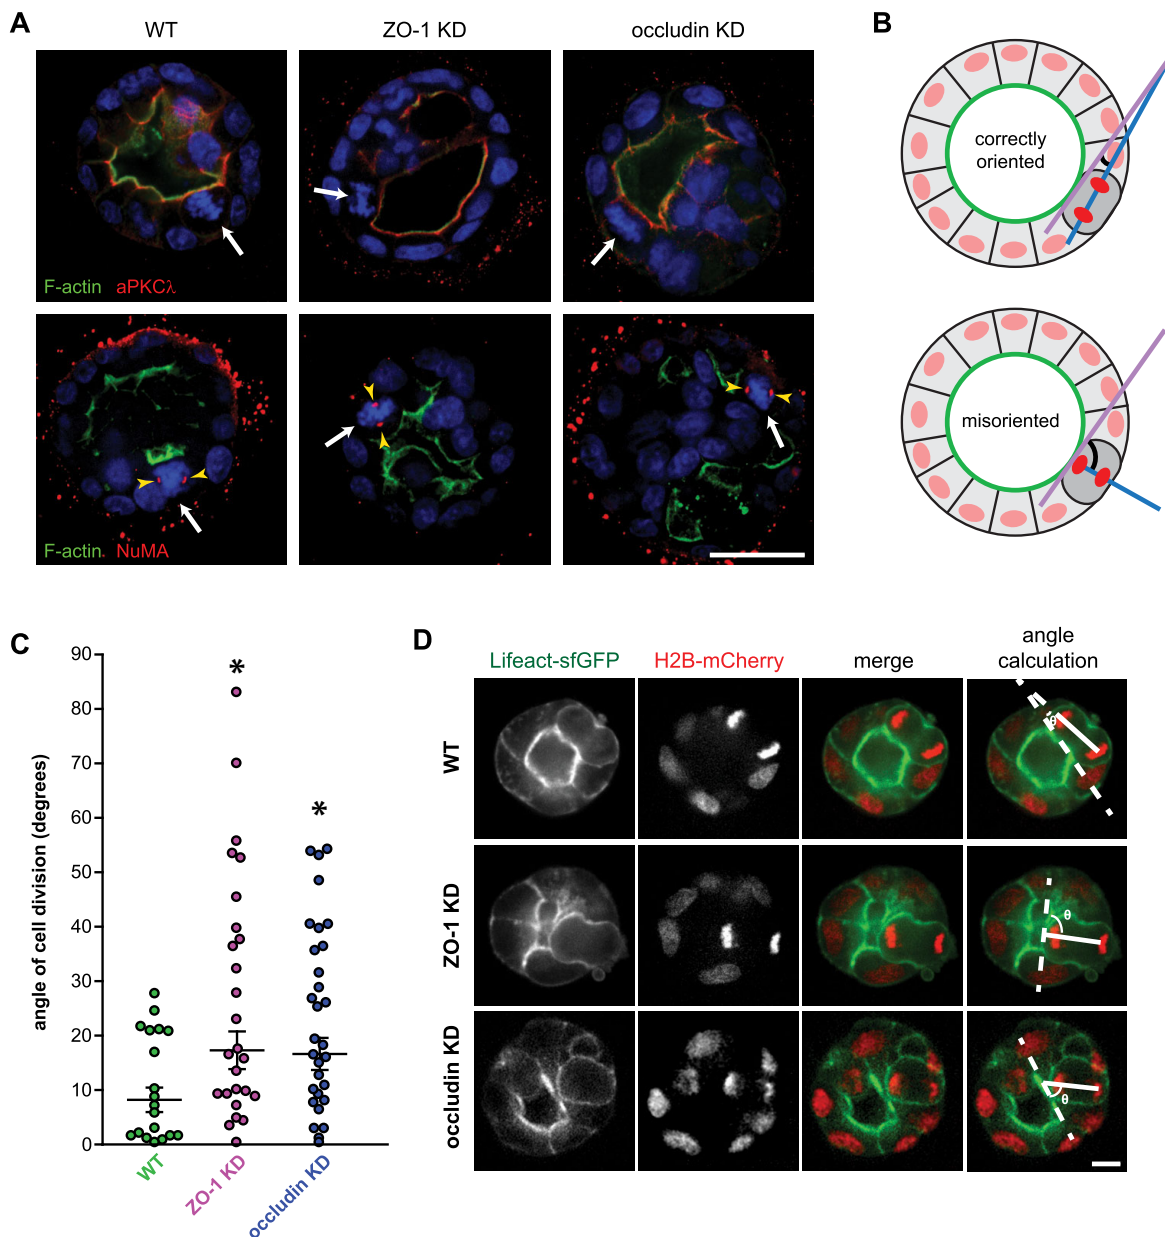 A
WT
ZO-1 KD
occludin KD
F-actin aPKCλ
F-actin NuMA
B
correctly
oriented
misoriented
C
angle of cell division (degrees)
90
80
70
60
50
40
30
20
10
0
*
*
WT
ZO-1 KD
occludin KD
D
Lifeact-sfGFP
H2B-mCherry
merge
angle
calculation
WT
θ
ZO-1 KD
θ
occludin KD
θ